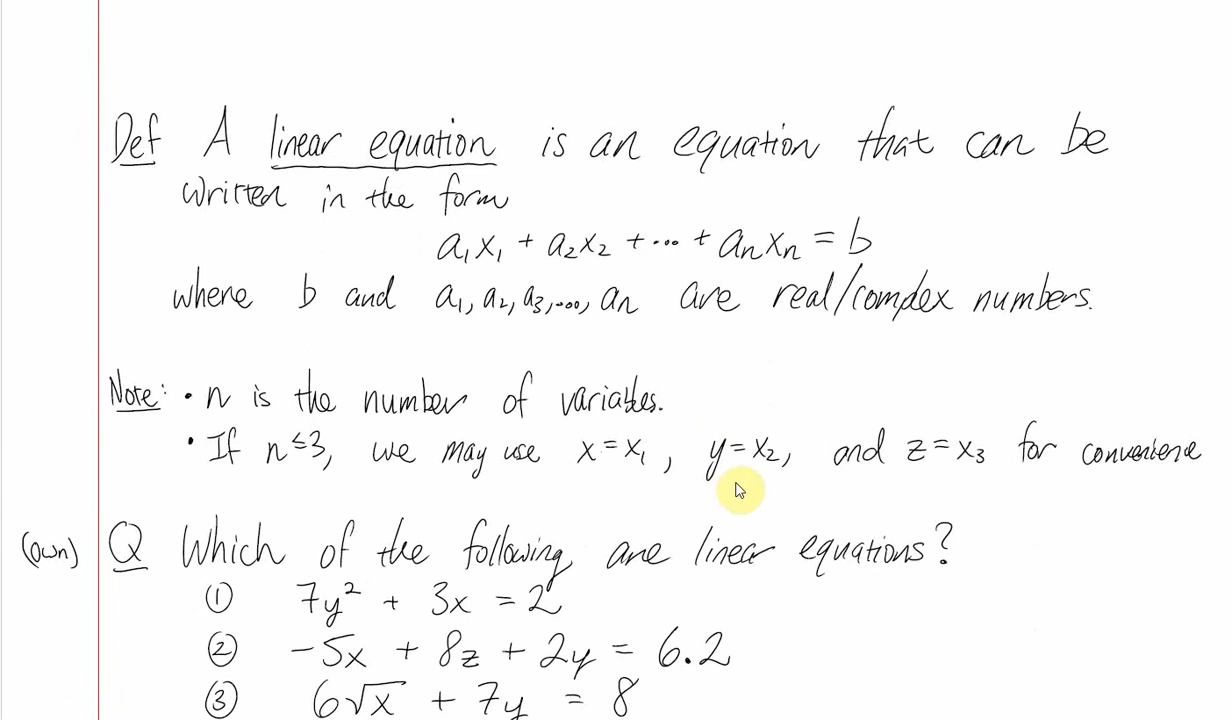 Def A linear equation is an equation that can be
written in the form
a₁x₁ + a₂x₂ + ... + aₙxₙ = b
where b and a₁, a₂, a₃, ..., aₙ are real/complex numbers.
Note: • n is the number of variables.
• If n ≤ 3, we may use x = x₁, y = x₂, and z = x₃ for convenience
(own) Q Which of the following are linear equations?
① 7y² + 3x = 2
② -5x + 8z + 2y = 6.2
③ 6√x + 7y = 8